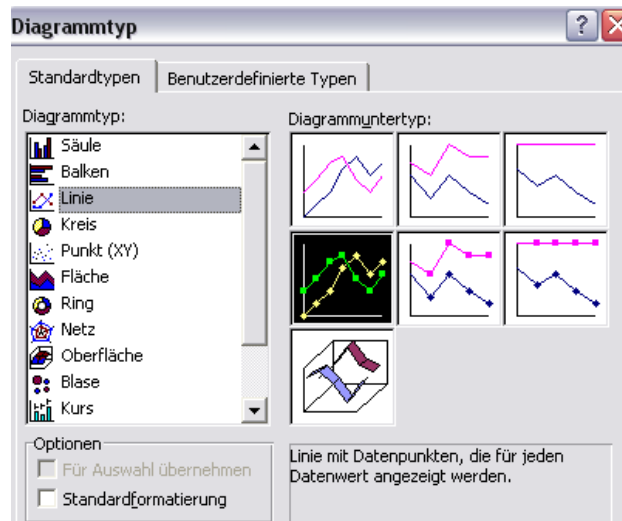 Diagrammtyp
Standardtypen
Benutzerdefinierte Typen
Diagrammtyp:
Säule
Balken
Linie
Kreis
Punkt (XY)
Fläche
Ring
Netz
Oberfläche
Blase
Kurs
Diagrammuntertyp:
Optionen
Für Auswahl übernehmen
Standardformatierung
Linie mit Datenpunkten, die für jeden
Datenwert angezeigt werden.